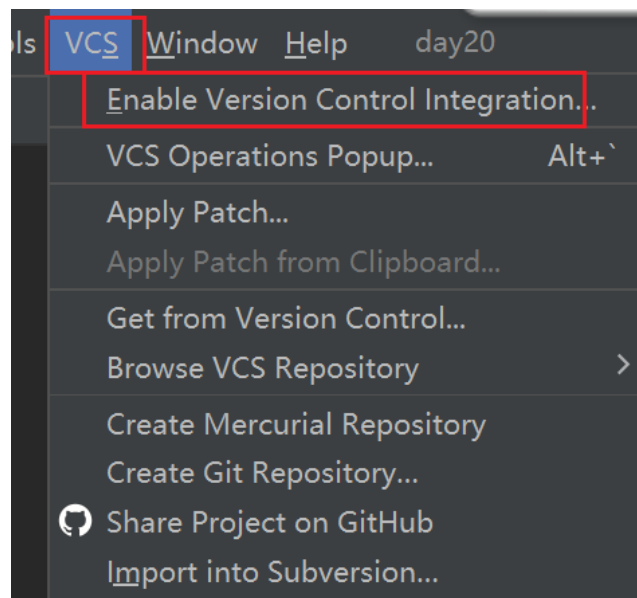 ls VCS Window Help day20
Enable Version Control Integration...
VCS Operations Popup... Alt+`
Apply Patch...
Apply Patch from Clipboard...
Get from Version Control...
Browse VCS Repository
Create Mercurial Repository
Create Git Repository...
Share Project on GitHub
Import into Subversion...